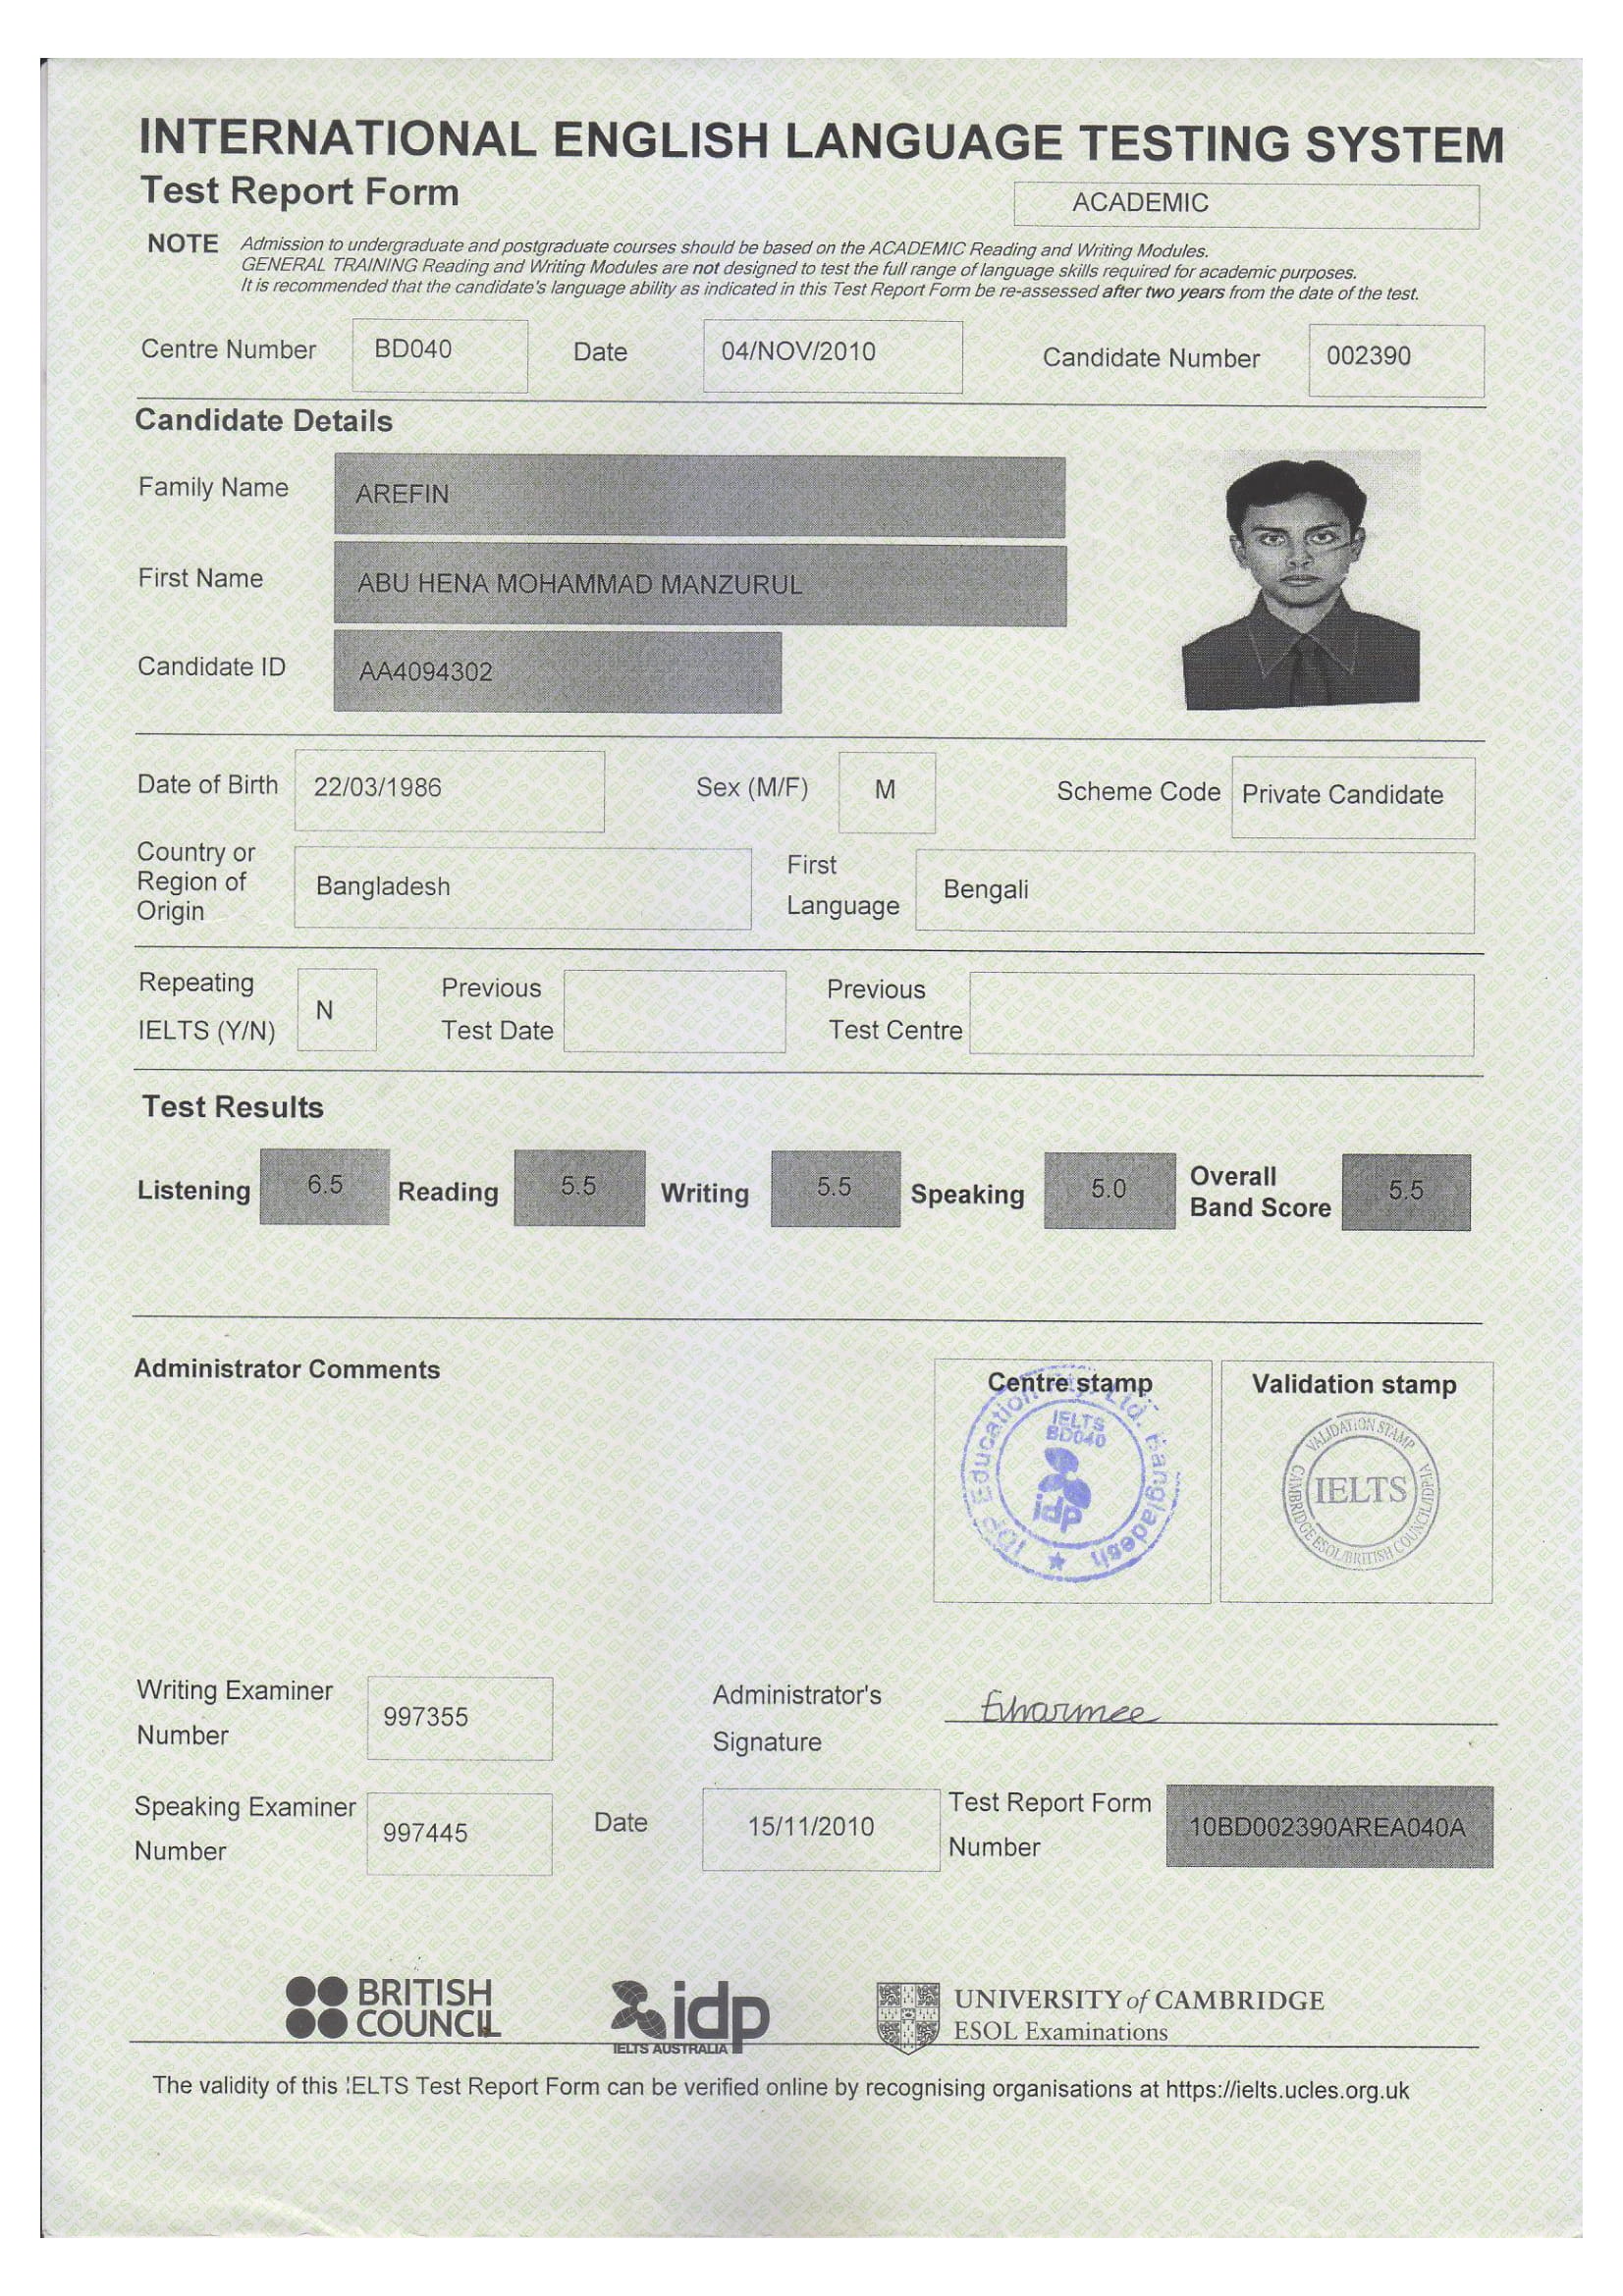 INTERNATIONAL ENGLISH LANGUAGE TESTING SYSTEM
Test Report Form
ACADEMIC
NOTE Admission to undergraduate and postgraduate courses should be based on the ACADEMIC Reading and Writing Modules.
GENERAL TRAINING Reading and Writing Modules are not designed to test the full range of language skills required for academic purposes.
It is recommended that the candidate's language ability as indicated in this Test Report Form be re-assessed after two years from the date of the test.
Centre Number BD040 Date 04/NOV/2010 Candidate Number 002390
Candidate Details
Family Name AREFIN
First Name ABU HENA MOHAMMAD MANZURUL
Candidate ID AA4094302
Date of Birth 22/03/1986 Sex (M/F) M Scheme Code Private Candidate
Country or
Region of
Origin
Bangladesh
First
Language
Bengali
Repeating
IELTS (Y/N)
N
Previous
Test Date
Previous
Test Centre
Test Results
Listening 6.5 Reading 5.5 Writing 5.5 Speaking 5.0 Overall
Band Score 5.5
Administrator Comments
Centre stamp
IDP Education Ltd. Bangladesh
IELTS
BD040
idp
Validation stamp
VALIDATION STAMP
IELTS
CAMBRIDGE ESOL/BRITISH COUNCIL/IDP:IA
Writing Examiner
Number
997355
Administrator's
Signature
Speaking Examiner
Number
997445
Date
15/11/2010
Test Report Form
Number
10BD002390AREA040A
BRITISH
COUNCIL
idp
IELTS AUSTRALIA
UNIVERSITY of CAMBRIDGE
ESOL Examinations
The validity of this IELTS Test Report Form can be verified online by recognising organisations at https://ielts.ucles.org.uk